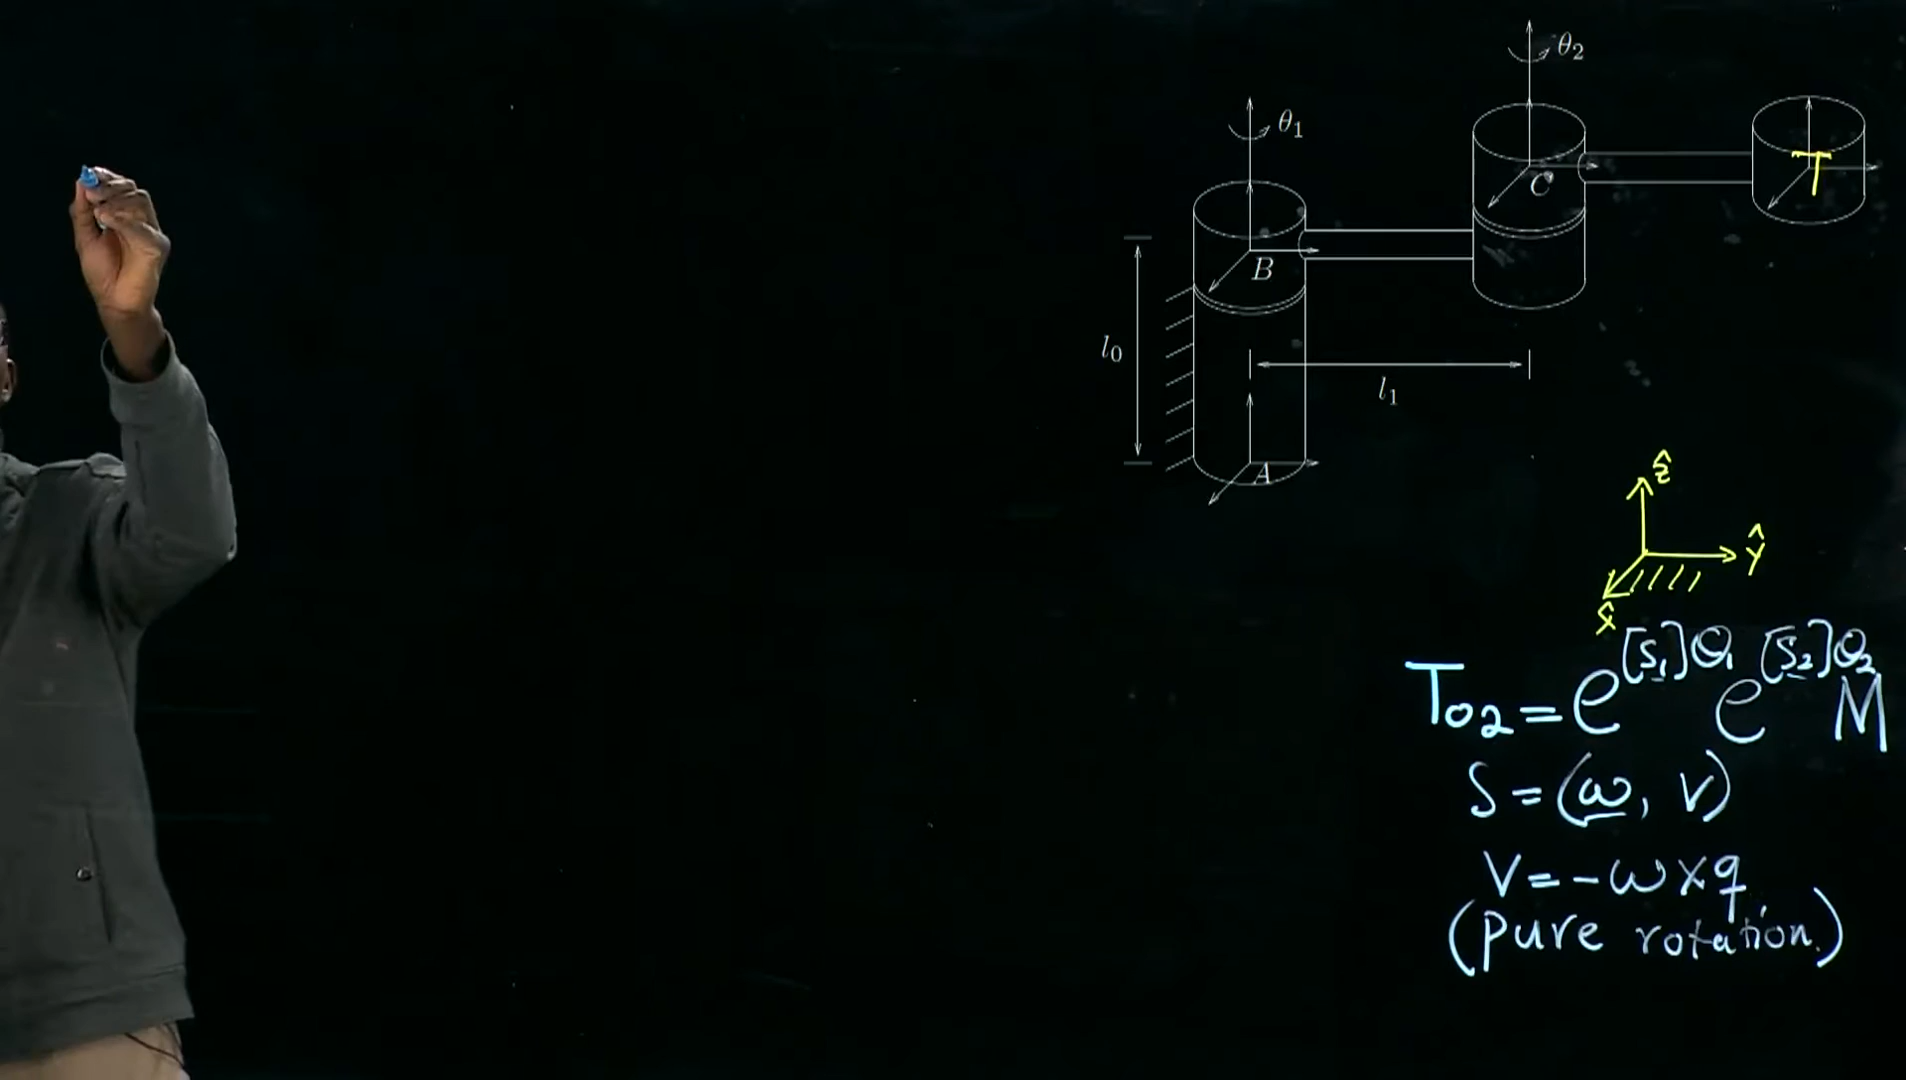 θ₂
θ₁
C
T
B
l₀
l₁
A
ẑ
ŷ
x̂
T₀₂ = e^[S₁]θ₁ e^[S₂]θ₂ M
S = (ω, v)
v = -ω × q
(pure rotation.)